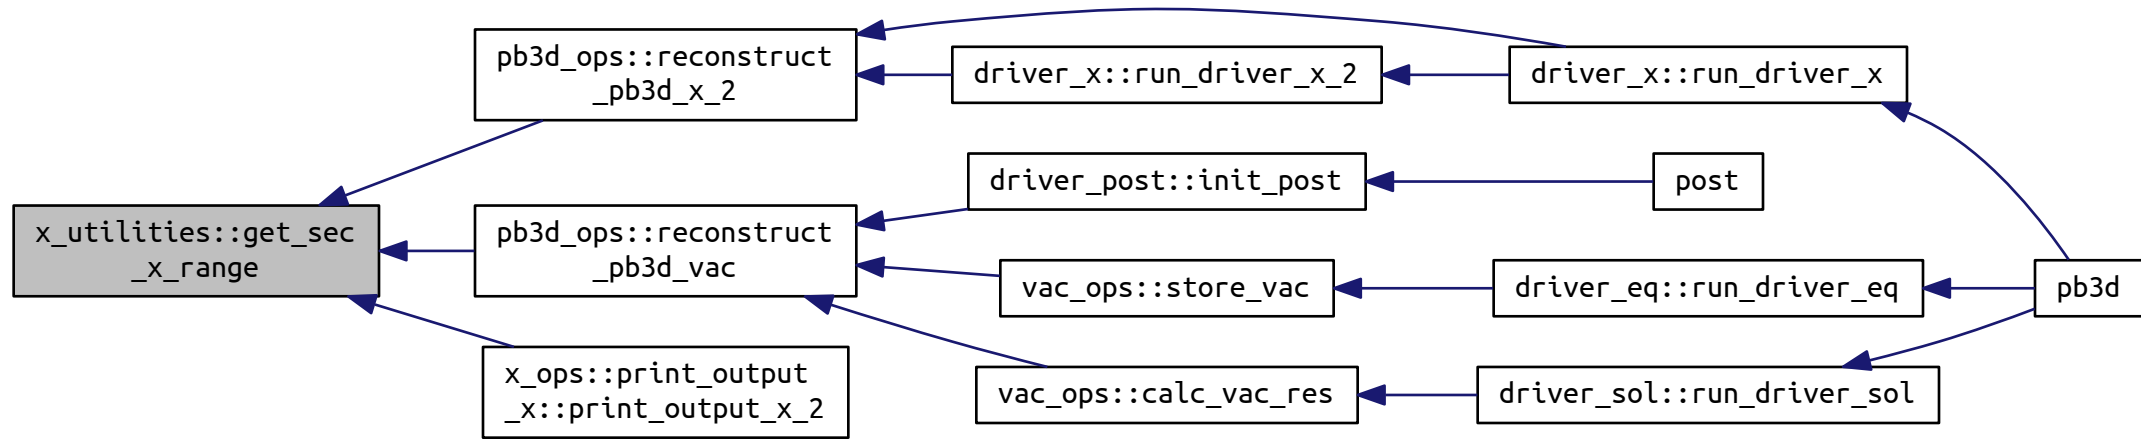 x_utilities::get_sec
_x_range
pb3d_ops::reconstruct
_pb3d_x_2
driver_x::run_driver_x_2
driver_x::run_driver_x
pb3d_ops::reconstruct
_pb3d_vac
driver_post::init_post
post
vac_ops::store_vac
driver_eq::run_driver_eq
pb3d
vac_ops::calc_vac_res
driver_sol::run_driver_sol
x_ops::print_output
_x::print_output_x_2